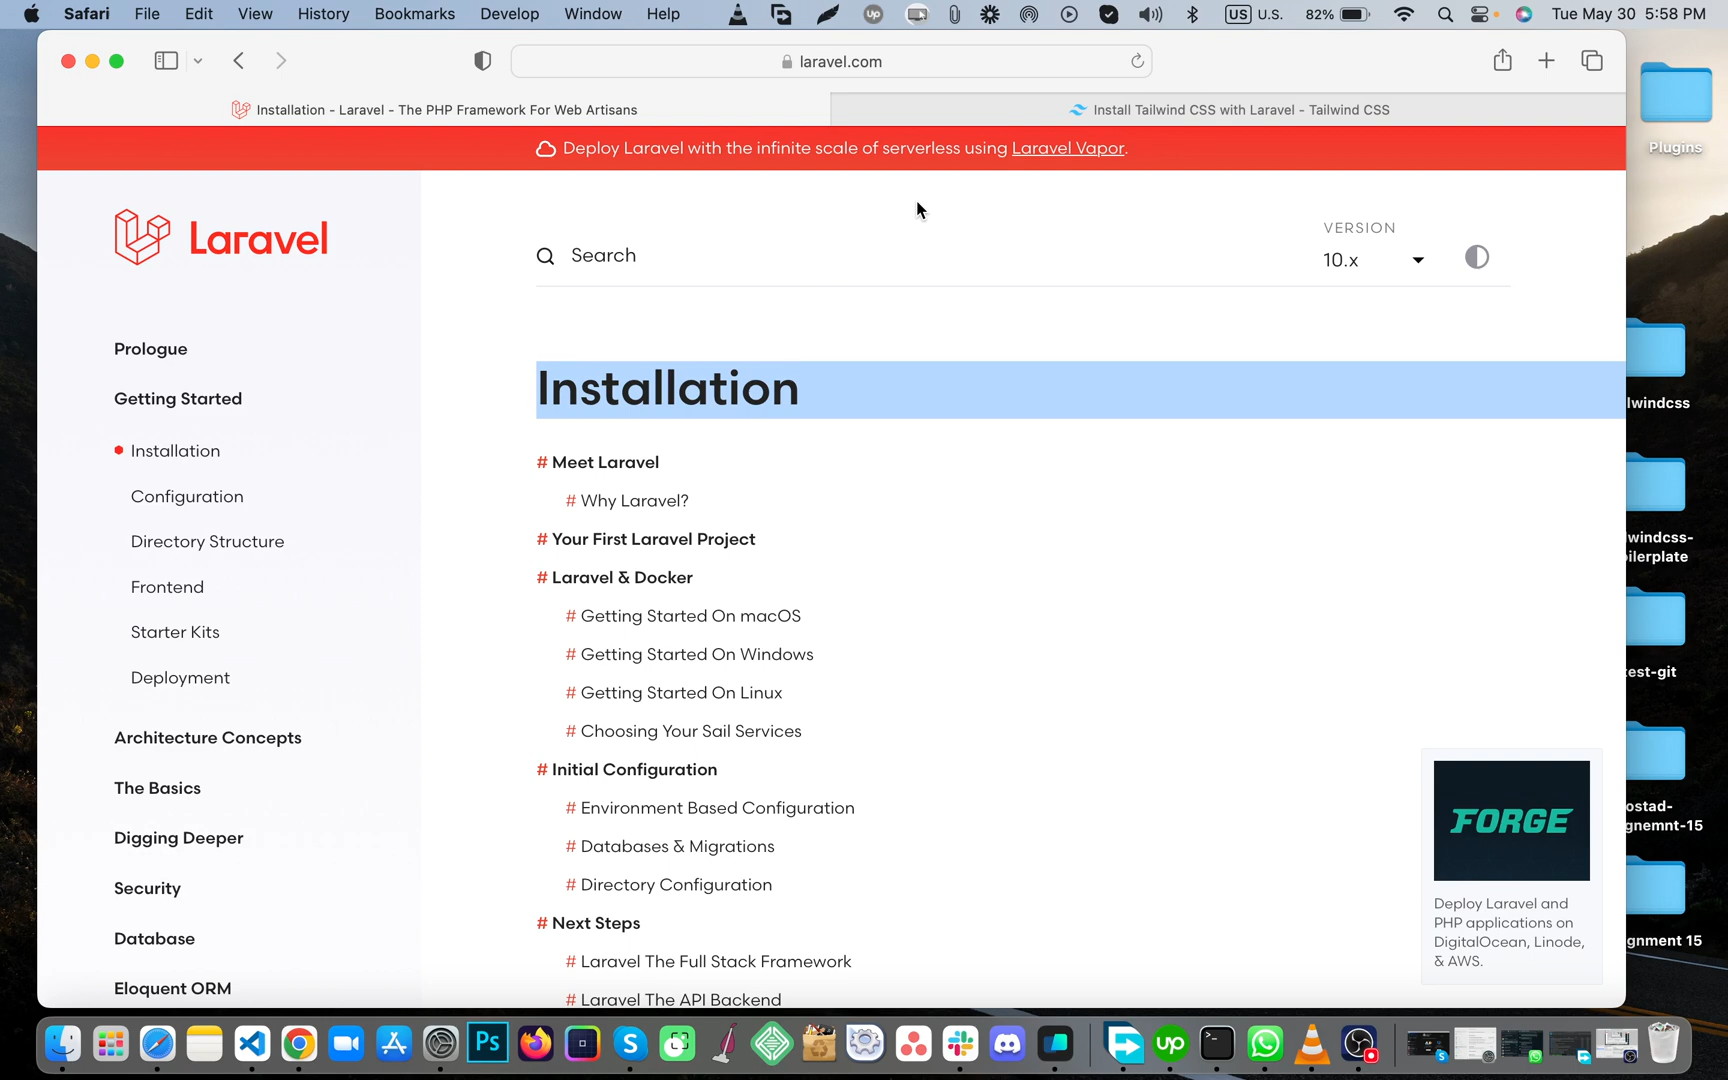 Safari File Edit View History Bookmarks Develop Window Help
up
US U.S. 82% Tue May 30 5:58 PM
laravel.com
Installation - Laravel - The PHP Framework For Web Artisans
Install Tailwind CSS with Laravel - Tailwind CSS
Deploy Laravel with the infinite scale of serverless using Laravel Vapor.
Laravel
Search
VERSION
10.x
Prologue
Getting Started
Installation
Configuration
Directory Structure
Frontend
Starter Kits
Deployment
Architecture Concepts
The Basics
Digging Deeper
Security
Database
Eloquent ORM
Installation
# Meet Laravel
# Why Laravel?
# Your First Laravel Project
# Laravel & Docker
# Getting Started On macOS
# Getting Started On Windows
# Getting Started On Linux
# Choosing Your Sail Services
# Initial Configuration
# Environment Based Configuration
# Databases & Migrations
# Directory Configuration
# Next Steps
# Laravel The Full Stack Framework
# Laravel The API Backend
FORGE
Deploy Laravel and
PHP applications on
DigitalOcean, Linode,
& AWS.
Plugins
lwindcss
windcss-
ilerplate
est-git
ostad-
gnemnt-15
gnment 15
Ps
S
up